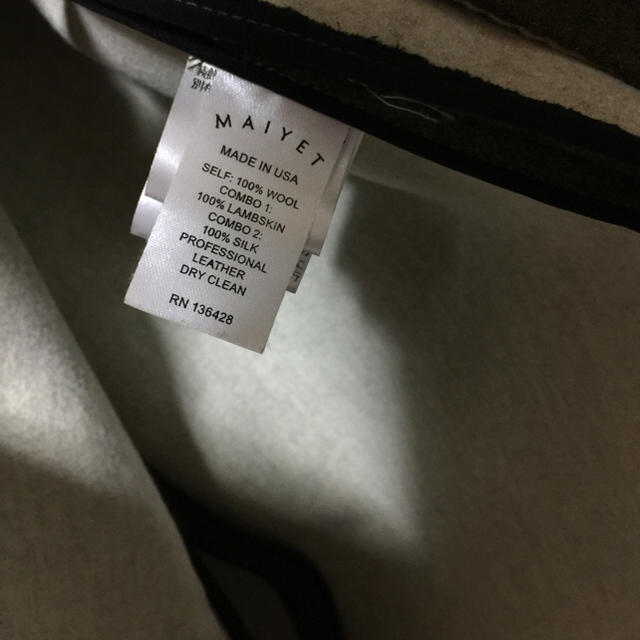 MAIYET
MADE IN USA
SELF: 100% WOOL
COMBO 1:
100% LAMBSKIN
COMBO 2:
100% SILK
PROFESSIONAL
LEATHER
DRY CLEAN
RN 136428